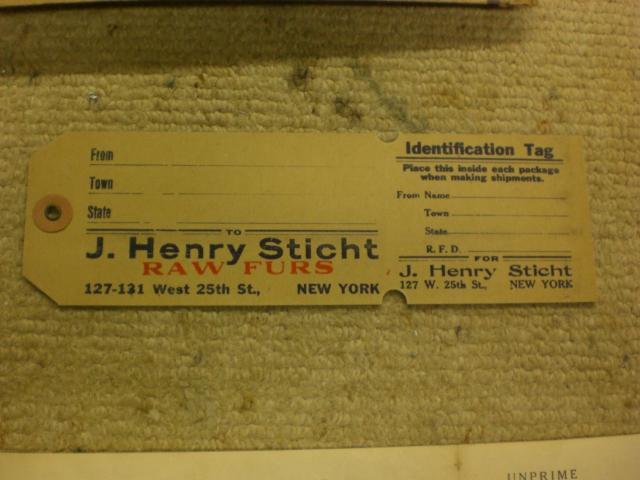 From
Town
State
TO
J. Henry Sticht
RAW FURS
127-131 West 25th St., NEW YORK
Identification Tag
Place this inside each package
when making shipments.
From Name
Town
State
R. F. D.
FOR
J. Henry Sticht
127 W. 25th St., NEW YORK
UNPRIME